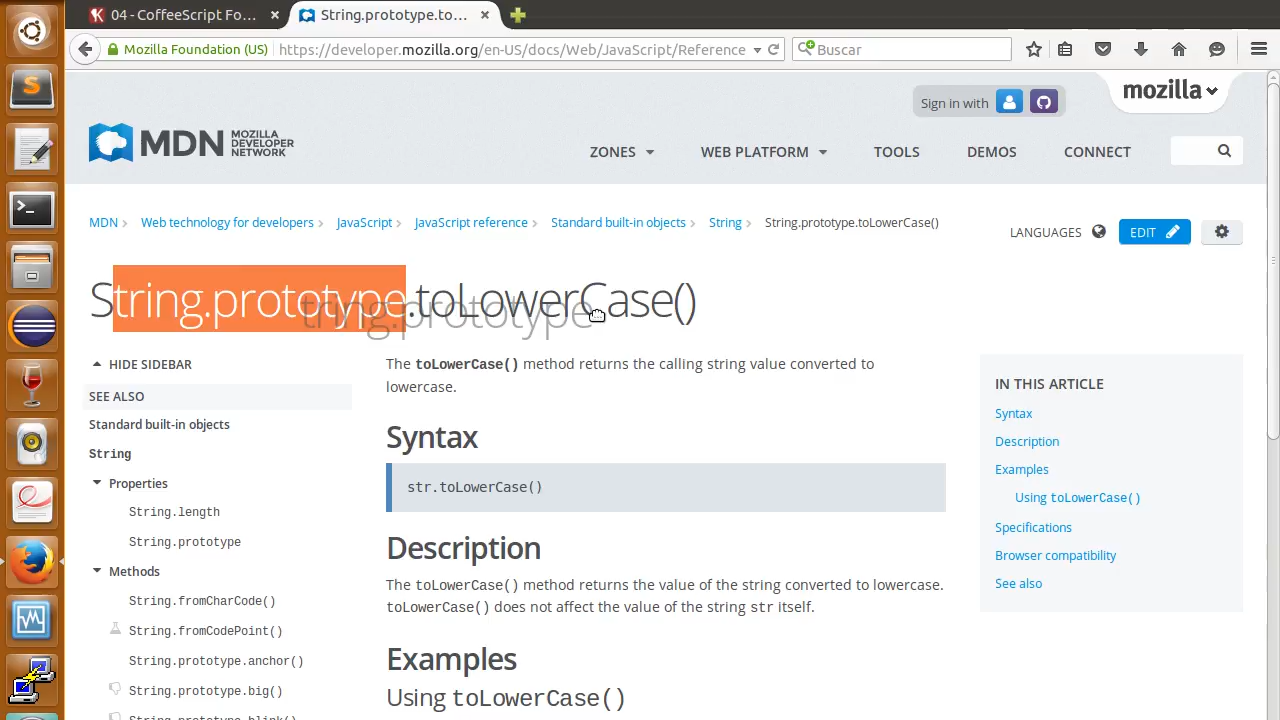 04 - CoffeeScript Fo...
String.prototype.to...
Mozilla Foundation (US)
https://developer.mozilla.org/en-US/docs/Web/JavaScript/Reference
Buscar
Sign in with
mozilla
MDN MOZILLA DEVELOPER NETWORK
ZONES
WEB PLATFORM
TOOLS
DEMOS
CONNECT
MDN
Web technology for developers
JavaScript
JavaScript reference
Standard built-in objects
String
String.prototype.toLowerCase()
LANGUAGES
EDIT
String.prototype.toLowerCase()
tring.prototype
HIDE SIDEBAR
SEE ALSO
Standard built-in objects
String
Properties
String.length
String.prototype
Methods
String.fromCharCode()
String.fromCodePoint()
String.prototype.anchor()
String.prototype.big()
String.prototype.blink()
The toLowerCase() method returns the calling string value converted to
lowercase.
Syntax
str.toLowerCase()
Description
The toLowerCase() method returns the value of the string converted to lowercase.
toLowerCase() does not affect the value of the string str itself.
Examples
Using toLowerCase()
IN THIS ARTICLE
Syntax
Description
Examples
Using toLowerCase()
Specifications
Browser compatibility
See also